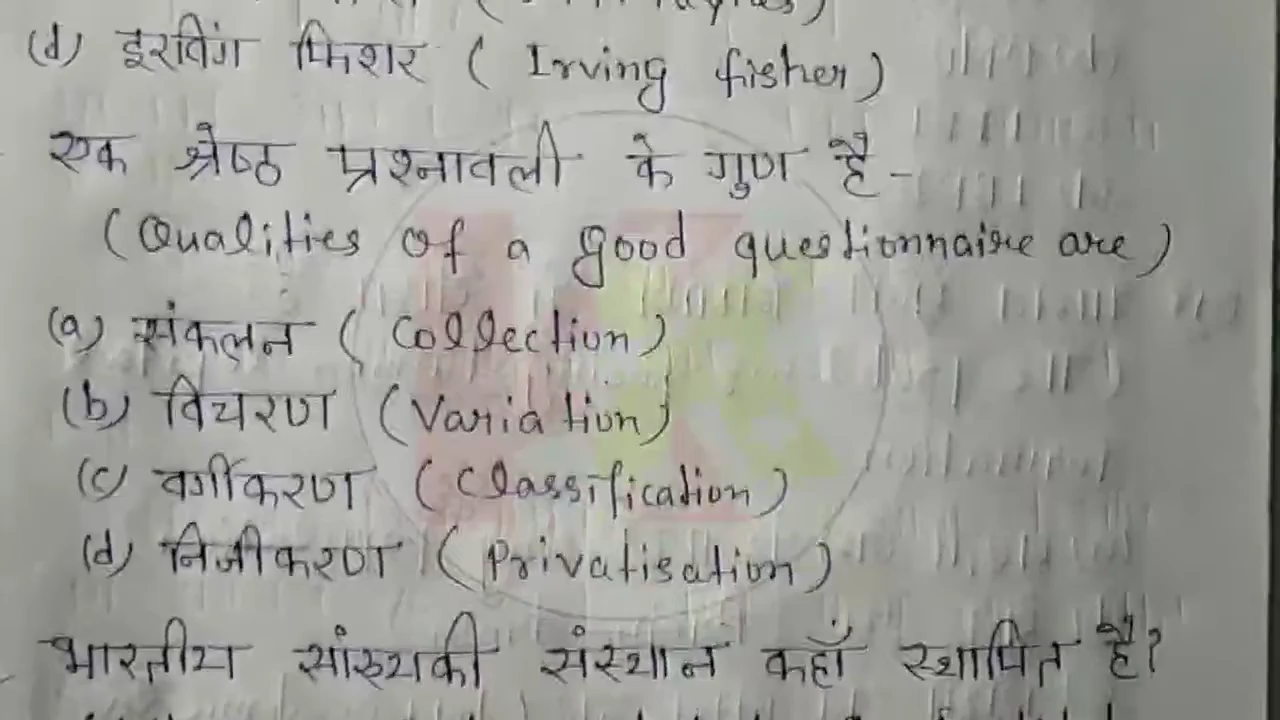 (d) इरविंग फिशर ( Irving fisher)
एक श्रेष्ठ प्रश्नावली के गुण है-
(Qualities of a good questionnaire are)
(a) संकलन ( Collection)
(b) विचरण (Variation)
(c) वर्गीकरण (Classification)
(d) निजीकरण (Privatisation)
भारतीय सांख्यकी संस्थान कहाँ स्थापित है?